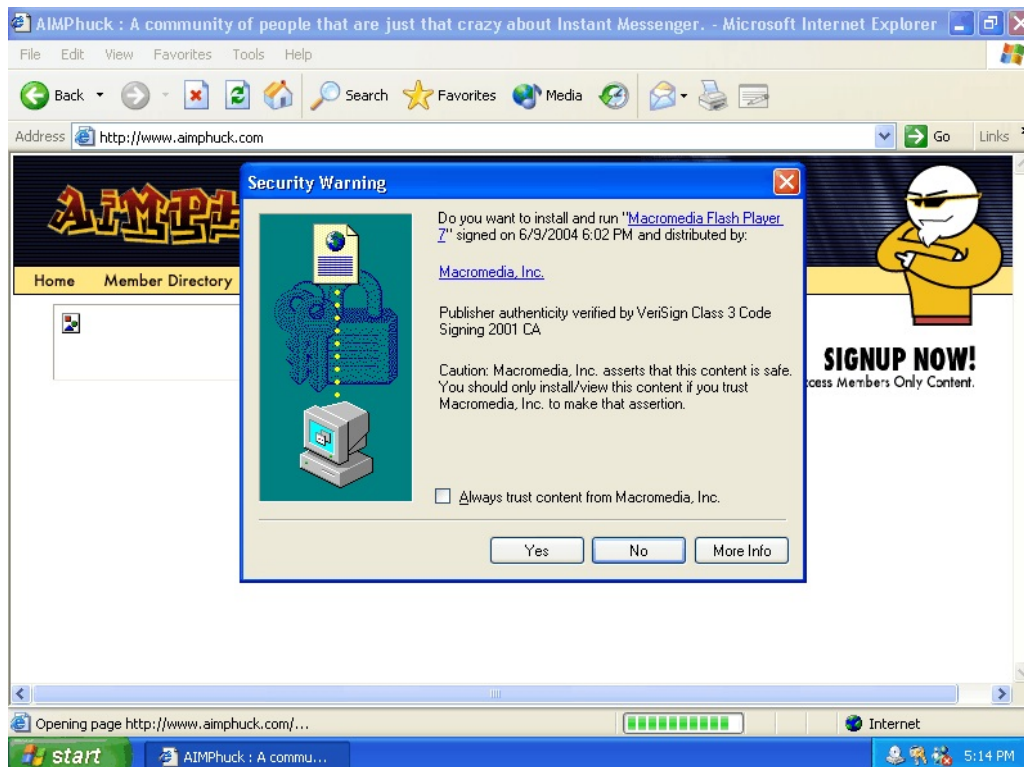 AIMPhuck : A community of people that are just that crazy about Instant Messenger. - Microsoft Internet Explorer
File Edit View Favorites Tools Help
Back Search Favorites Media
Address http://www.aimphuck.com Go Links
Security Warning
Do you want to install and run "Macromedia Flash Player
7" signed on 6/9/2004 6:02 PM and distributed by:
Macromedia, Inc.
Publisher authenticity verified by VeriSign Class 3 Code
Signing 2001 CA
Caution: Macromedia, Inc. asserts that this content is safe.
You should only install/view this content if you trust
Macromedia, Inc. to make that assertion.
Always trust content from Macromedia, Inc.
Yes No More Info
Home Member Directory
SIGNUP NOW!
Members Only Content.
Opening page http://www.aimphuck.com/... Internet
start AIMPhuck : A commu... 5:14 PM